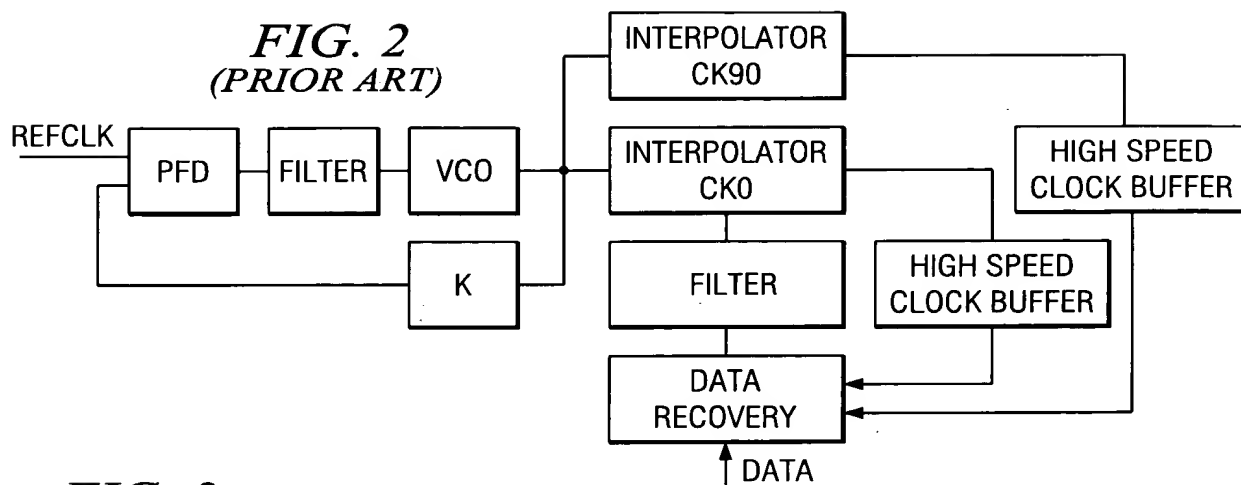 FIG. 2
(PRIOR ART)
INTERPOLATOR
CK90
REFCLK
PFD
FILTER
VCO
INTERPOLATOR
CK0
HIGH SPEED
CLOCK BUFFER
K
FILTER
HIGH SPEED
CLOCK BUFFER
DATA
RECOVERY
DATA